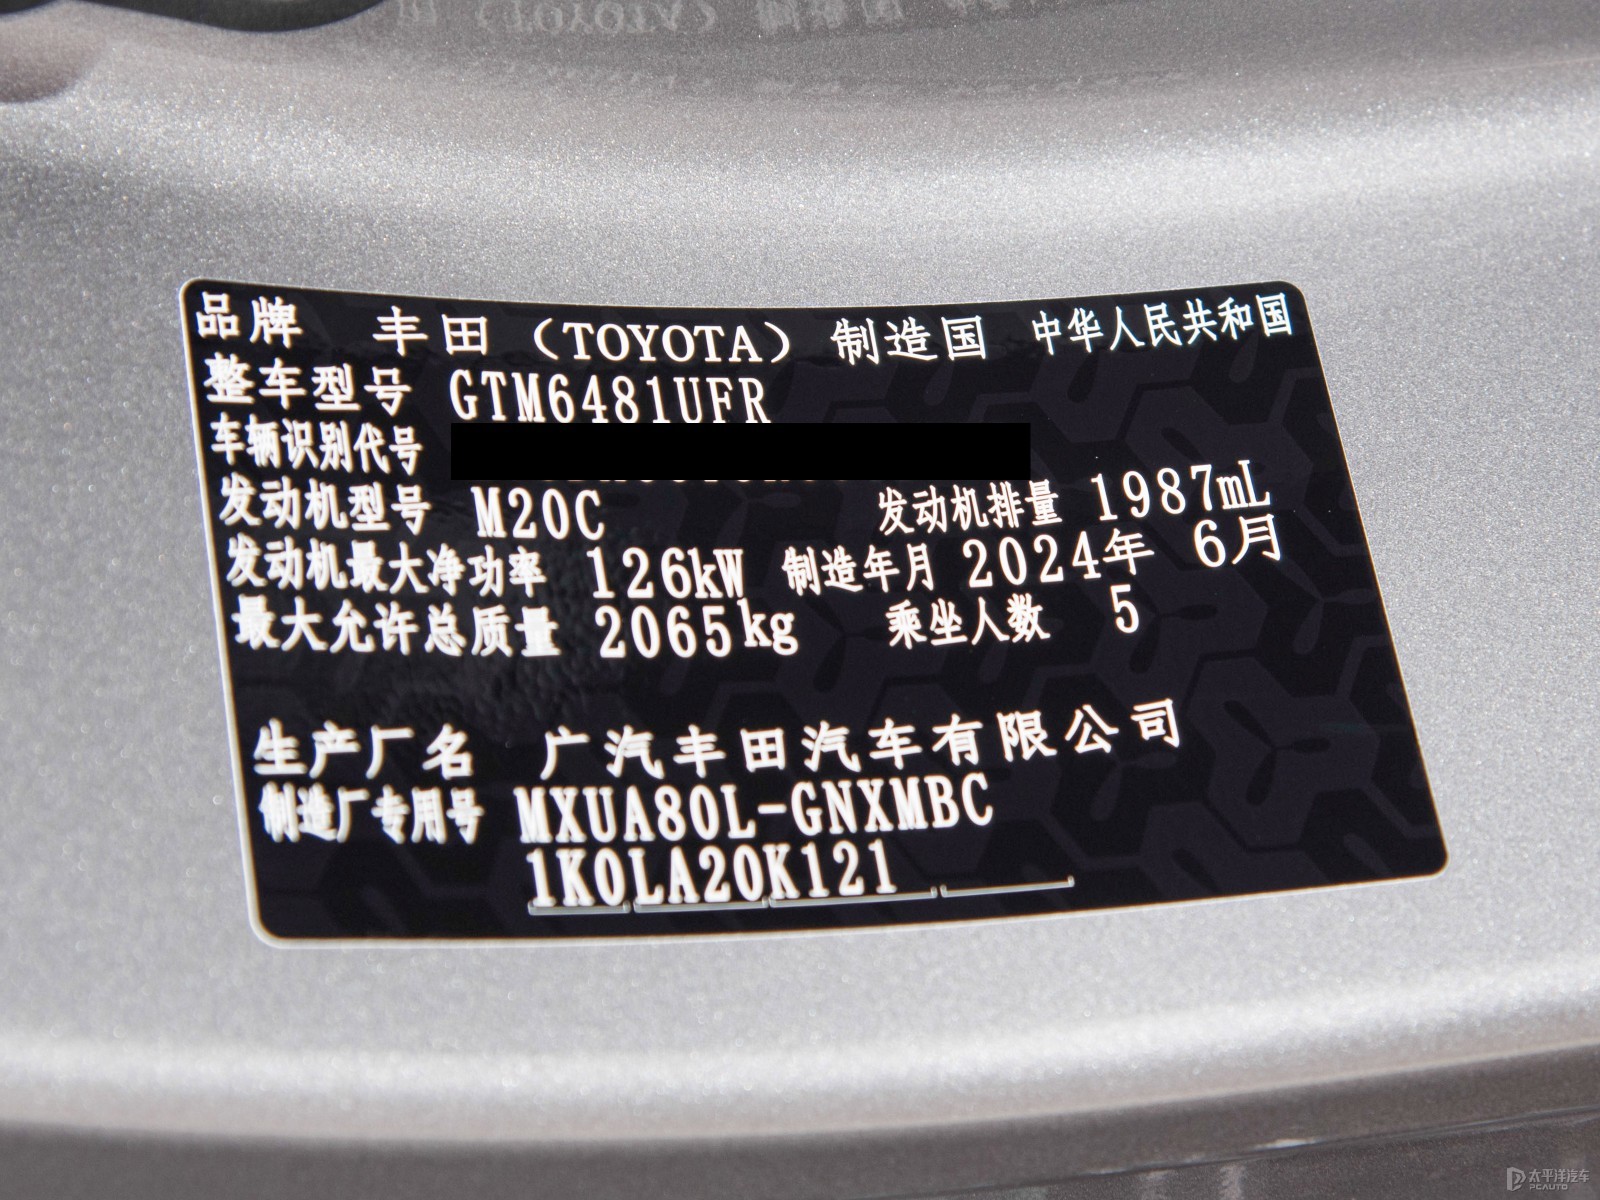 品牌 丰田（TOYOTA） 制造国 中华人民共和国
整车型号 GTM6481UFR
车辆识别代号
发动机型号 M20C 发动机排量 1987mL
发动机最大净功率 126kW 制造年月 2024年 6月
最大允许总质量 2065kg 乘坐人数 5
生产厂名 广汽丰田汽车有限公司
制造厂专用号 MXUA80L-GNXMBC
1K0LA20K121
太平洋汽车
PCAUTO